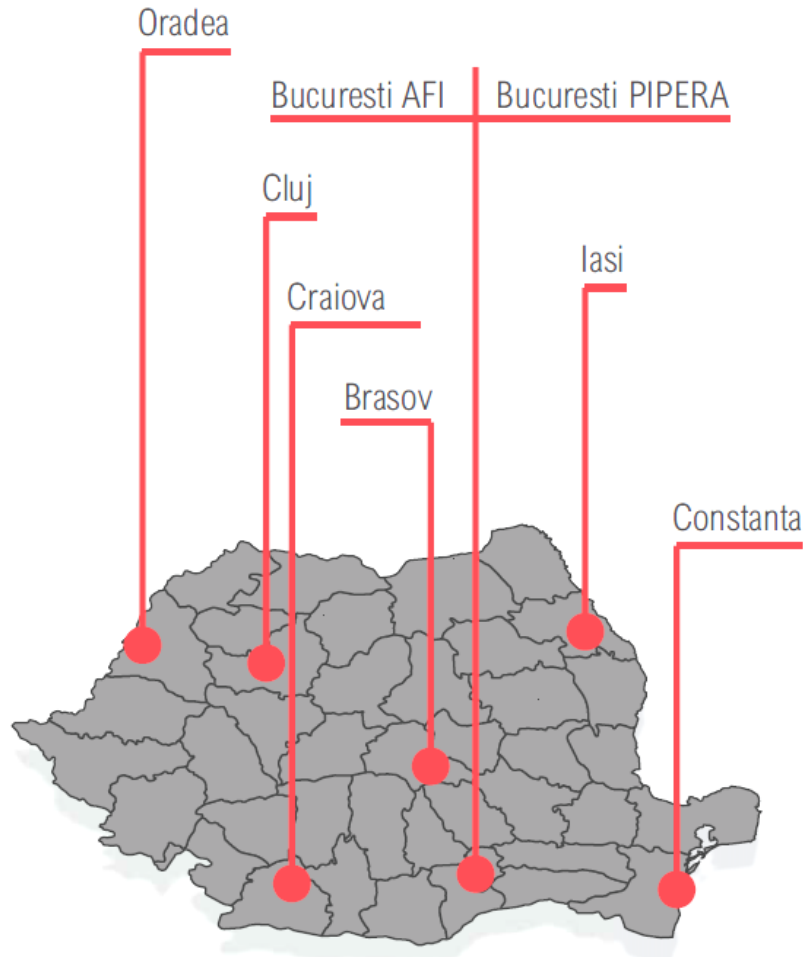 Oradea
Bucuresti AFI
Bucuresti PIPERA
Cluj
Iasi
Craiova
Brasov
Constanta